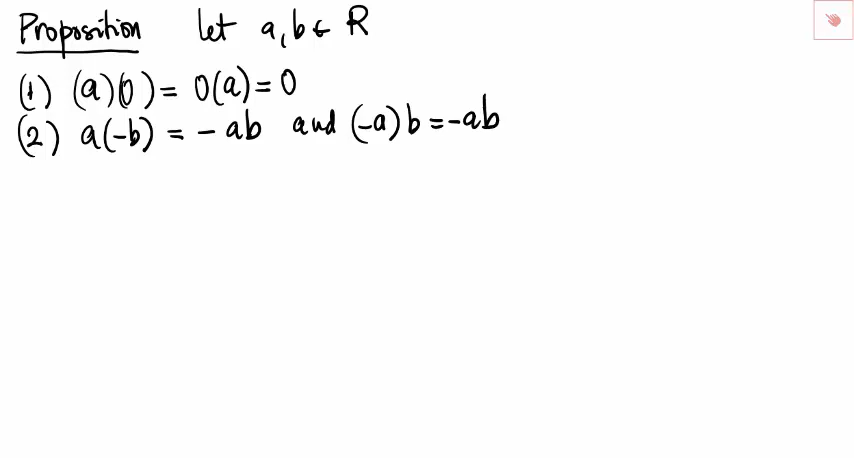 Proposition let a, b ∈ R
(1) (a)(0) = 0(a) = 0
(2) a(-b) = - ab and (-a) b = -ab